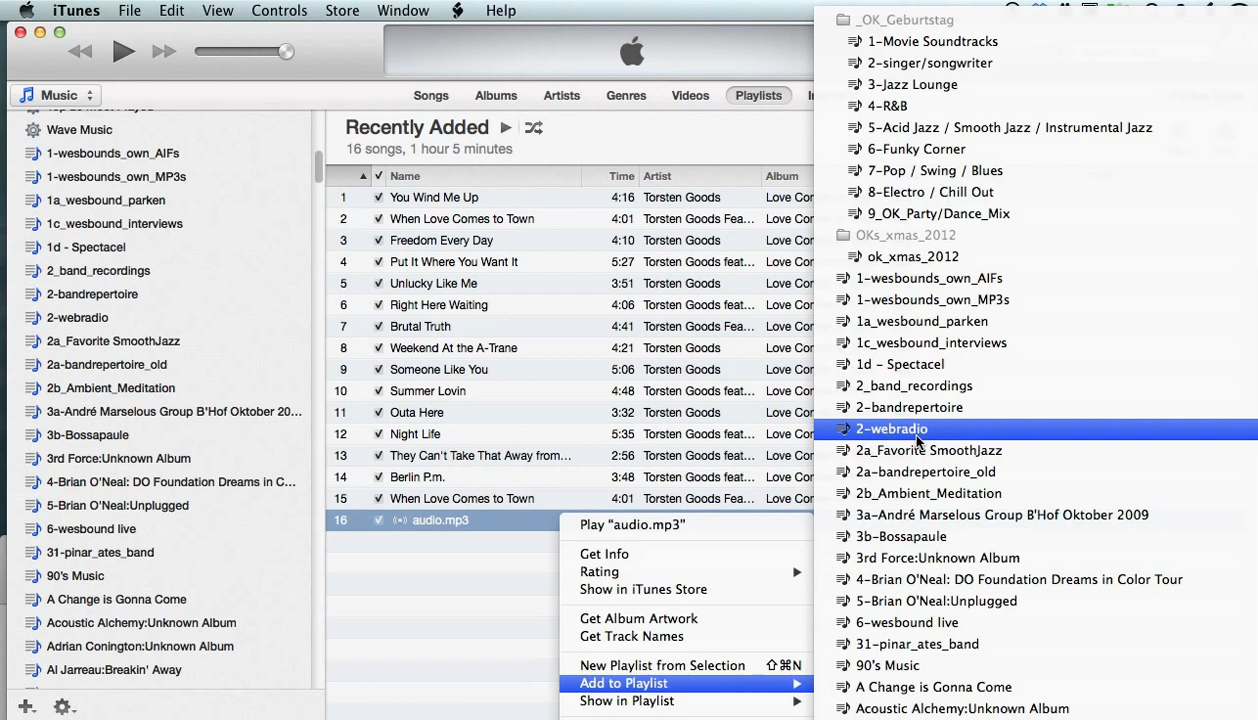 iTunes File Edit View Controls Store Window Help
Music Songs Albums Artists Genres Videos Playlists
Wave Music
1-wesbounds_own_AIFs
1-wesbounds_own_MP3s
1a_wesbound_parken
1c_wesbound_interviews
1d - Spectacel
2_band_recordings
2-bandrepertoire
2-webradio
2a_Favorite SmoothJazz
2a-bandrepertoire_old
2b_Ambient_Meditation
3a-André Marselous Group B'Hof Oktober 20...
3b-Bossapaule
3rd Force:Unknown Album
4-Brian O'Neal: DO Foundation Dreams in C...
5-Brian O'Neal:Unplugged
6-wesbound live
31-pinar_ates_band
90's Music
A Change is Gonna Come
Acoustic Alchemy:Unknown Album
Adrian Conington:Unknown Album
Al Jarreau:Breakin' Away
Recently Added
16 songs, 1 hour 5 minutes
Name Time Artist Album
1 You Wind Me Up 4:16 Torsten Goods Love Cor
2 When Love Comes to Town 4:01 Torsten Goods Fea... Love Cor
3 Freedom Every Day 4:10 Torsten Goods Love Cor
4 Put It Where You Want It 5:27 Torsten Goods feat... Love Cor
5 Unlucky Like Me 3:51 Torsten Goods Love Cor
6 Right Here Waiting 4:06 Torsten Goods feat... Love Cor
7 Brutal Truth 4:41 Torsten Goods Fea... Love Cor
8 Weekend At the A-Trane 4:21 Torsten Goods Love Cor
9 Someone Like You 5:06 Torsten Goods Love Cor
10 Summer Lovin 4:48 Torsten Goods feat... Love Cor
11 Outa Here 3:32 Torsten Goods Love Cor
12 Night Life 5:35 Torsten Goods feat... Love Cor
13 They Can't Take That Away from... 2:56 Torsten Goods feat... Love Cor
14 Berlin P.m. 3:48 Torsten Goods feat... Love Cor
15 When Love Comes to Town 4:01 Torsten Goods Fea... Love Cor
16 audio.mp3
Play "audio.mp3"
Get Info
Rating
Show in iTunes Store
Get Album Artwork
Get Track Names
New Playlist from Selection ⇧⌘N
Add to Playlist
Show in Playlist
_OK_Geburtstag
1-Movie Soundtracks
2-singer/songwriter
3-Jazz Lounge
4-R&B
5-Acid Jazz / Smooth Jazz / Instrumental Jazz
6-Funky Corner
7-Pop / Swing / Blues
8-Electro / Chill Out
9_OK_Party/Dance_Mix
OKs_xmas_2012
ok_xmas_2012
1-wesbounds_own_AIFs
1-wesbounds_own_MP3s
1a_wesbound_parken
1c_wesbound_interviews
1d - Spectacel
2_band_recordings
2-bandrepertoire
2-webradio
2a_Favorite SmoothJazz
2a-bandrepertoire_old
2b_Ambient_Meditation
3a-André Marselous Group B'Hof Oktober 2009
3b-Bossapaule
3rd Force:Unknown Album
4-Brian O'Neal: DO Foundation Dreams in Color Tour
5-Brian O'Neal:Unplugged
6-wesbound live
31-pinar_ates_band
90's Music
A Change is Gonna Come
Acoustic Alchemy:Unknown Album